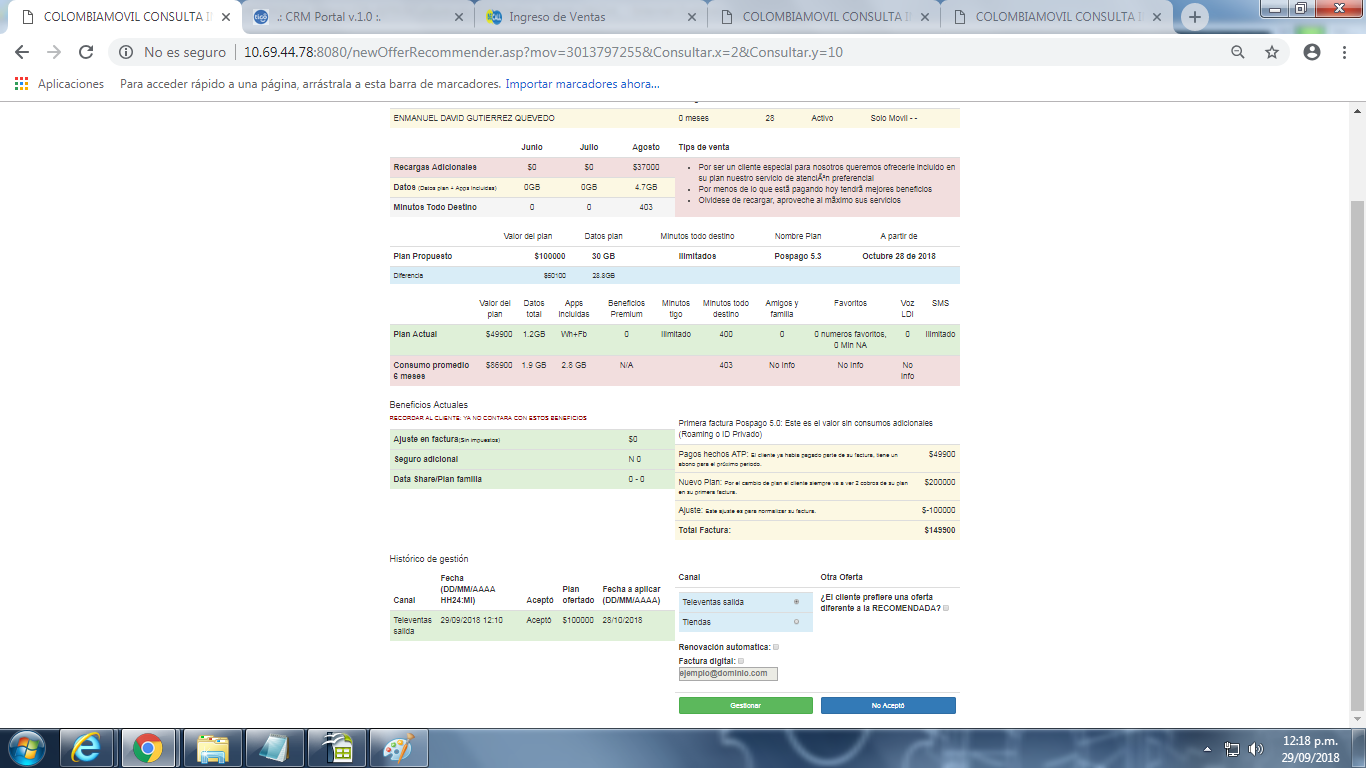 COLOMBIAMOVIL CONSULTA I
.: CRM Portal v.1.0 :.
Ingreso de Ventas
COLOMBIAMOVIL CONSULTA I
COLOMBIAMOVIL CONSULTA I
No es seguro | 10.69.44.78:8080/newOfferRecommender.asp?mov=3013797255&Consultar.x=2&Consultar.y=10
Aplicaciones Para acceder rápido a una página, arrástrala a esta barra de marcadores. Importar marcadores ahora...
ENMANUEL DAVID GUTIERREZ QUEVEDO 0 meses 28 Activo Solo Movil - -
Junio Julio Agosto
Recargas Adicionales $0 $0 $37000
Datos (Datos plan + Apps incluidas) 0GB 0GB 4.7GB
Minutos Todo Destino 0 0 403
Tips de venta
• Por ser un cliente especial para nosotros queremos ofrecerle incluido en
su plan nuestro servicio de atenciÃ³n preferencial
• Por menos de lo que está pagando hoy tendrá mejores beneficios
• Olvidese de recargar, aproveche al máximo sus servicios
Valor del plan Datos plan Minutos todo destino Nombre Plan A partir de
Plan Propuesto $100000 30 GB Ilimitados Pospago 5.3 Octubre 28 de 2018
Diferencia $50100 28.8GB
Valor del plan Datos total Apps incluidas Beneficios Premium Minutos tigo Minutos todo destino Amigos y familia Favoritos Voz LDI SMS
Plan Actual $49900 1.2GB Wh+Fb 0 Ilimitado 400 0 0 numeros favoritos, 0 Min NA 0 Ilimitado
Consumo promedio 6 meses $86900 1.9 GB 2.8 GB N/A 403 No info No info No info
Beneficios Actuales
RECORDAR AL CLIENTE: YA NO CONTARA CON ESTOS BENEFICIOS
Ajuste en factura(Sin impuestos) $0
Seguro adicional N 0
Data Share/Plan familia 0 - 0
Primera factura Pospago 5.0: Este es el valor sin consumos adicionales
(Roaming o ID Privado)
Pagos hechos ATP: El cliente ya había pagado parte de su factura, tiene un
abono para el próximo periodo. $49900
Nuevo Plan: Por el cambio de plan el cliente siempre va a ver 2 cobros de su plan
en su primera factura. $200000
Ajuste: Este ajuste es para normalizar su factura. $-100000
Total Factura: $149900
Histórico de gestión
Canal Fecha (DD/MM/AAAA HH24:MI) Aceptó Plan ofertado Fecha a aplicar (DD/MM/AAAA)
Televentas salida 29/09/2018 12:10 Aceptó $100000 28/10/2018
Canal
Televentas salida
Tiendas
Otra Oferta
¿El cliente prefiere una oferta
diferente a la RECOMENDADA?
Renovación automatica:
Factura digital:
ejemplo@dominio.com
Gestionar
No Aceptó
12:18 p.m.
29/09/2018